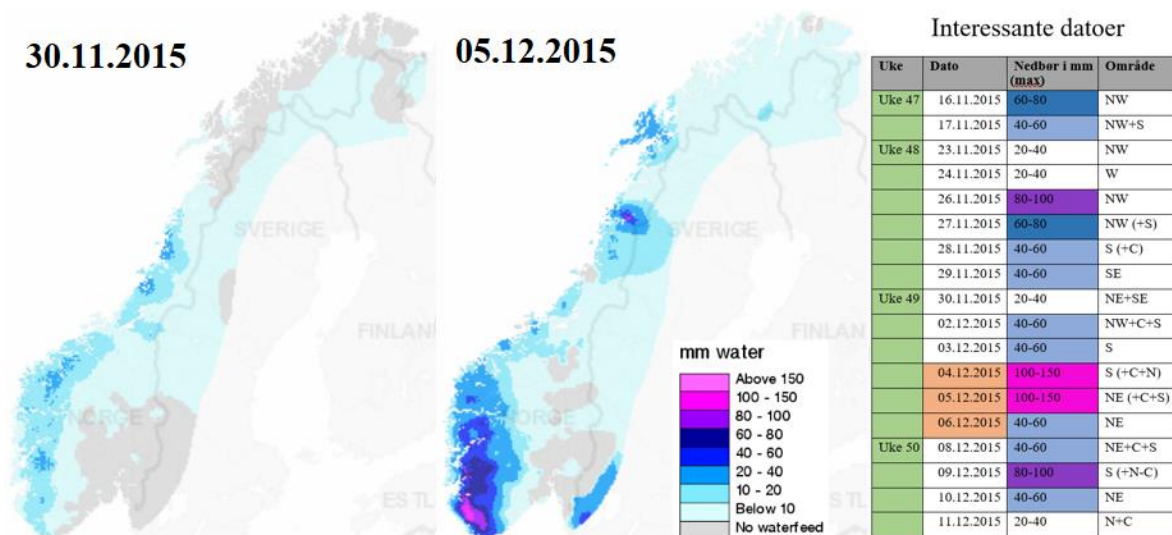 30.11.2015
SVERIGE
NORGE
05.12.2015
SVERIGE
FINLAN
NORGE
ESTL
mm water
Above 150
100 - 150
80 - 100
60 - 80
40 - 60
20 - 40
10 - 20
Below 10
No waterfeed
Interessante datoer
Uke Dato Nedbør i mm (max) Område
Uke 47 16.11.2015 60-80 NW
17.11.2015 40-60 NW+S
Uke 48 23.11.2015 20-40 NW
24.11.2015 20-40 W
26.11.2015 80-100 NW
27.11.2015 60-80 NW (+S)
28.11.2015 40-60 S (+C)
29.11.2015 40-60 SE
Uke 49 30.11.2015 20-40 NE+SE
02.12.2015 40-60 NW+C+S
03.12.2015 40-60 S
04.12.2015 100-150 S (+C+N)
05.12.2015 100-150 NE (+C+S)
06.12.2015 40-60 NE
Uke 50 08.12.2015 40-60 NE+C+S
09.12.2015 80-100 S (+N-C)
10.12.2015 40-60 NE
11.12.2015 20-40 N+C